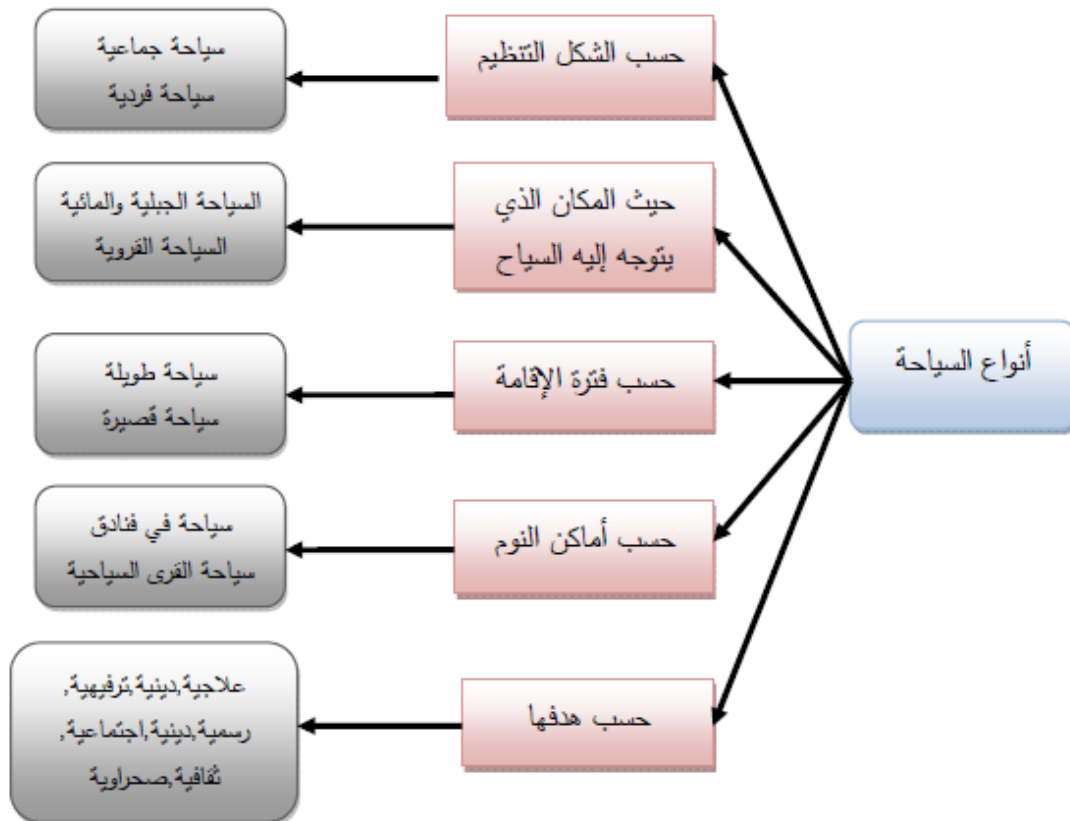 أنواع السياحة
حسب الشكل التنظيم
سياحة جماعية
سياحة فردية
حيث المكان الذي
يتوجه إليه السياح
السياحة الجبلية والمائية
السياحة القروية
حسب فترة الإقامة
سياحة طويلة
سياحة قصيرة
حسب أماكن النوم
سياحة في فنادق
سياحة القرى السياحية
حسب هدفها
علاجية,دينية,ترفيهية,
رسمية,دينية,اجتماعية,
ثقافية,صحراوية